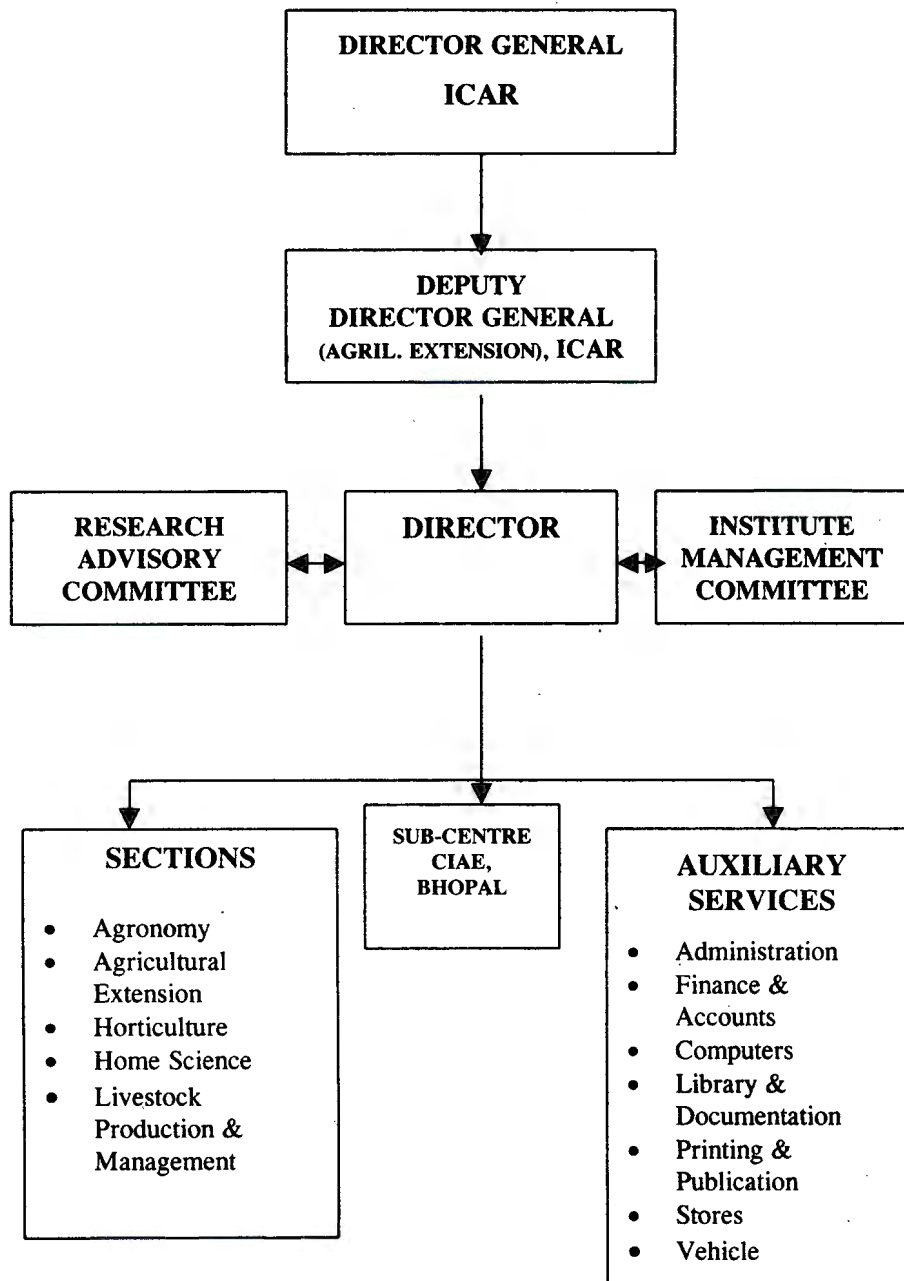 DIRECTOR GENERAL
ICAR
DEPUTY
DIRECTOR GENERAL
(AGRIL. EXTENSION), ICAR
RESEARCH
ADVISORY
COMMITTEE
DIRECTOR
INSTITUTE
MANAGEMENT
COMMITTEE
SECTIONS
• Agronomy
• Agricultural
Extension
• Horticulture
• Home Science
• Livestock
Production &
Management
SUB-CENTRE
CIAE,
BHOPAL
AUXILIARY
SERVICES
• Administration
• Finance &
Accounts
• Computers
• Library &
Documentation
• Printing &
Publication
• Stores
• Vehicle